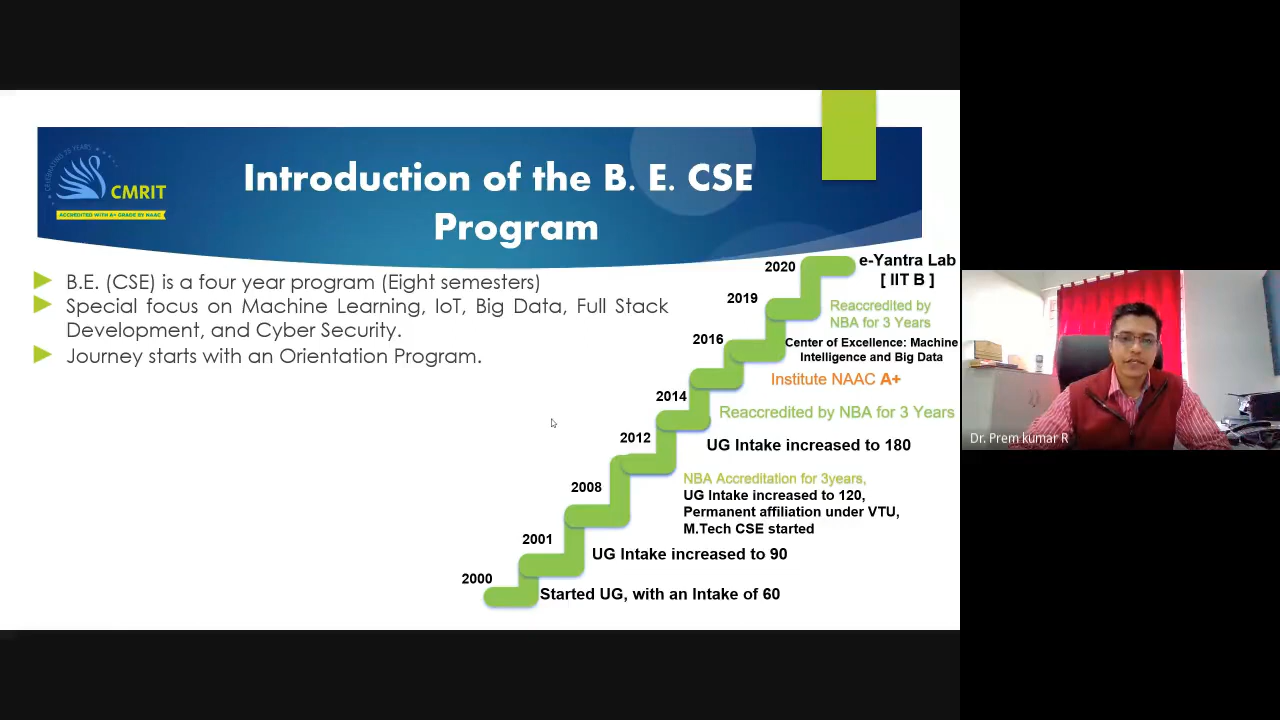 CELEBRATING 20 YEARS
CMRIT
ACCREDITED WITH A+ GRADE BY NAAC
Introduction of the B. E. CSE
Program
B.E. (CSE) is a four year program (Eight semesters)
Special focus on Machine Learning, IoT, Big Data, Full Stack
Development, and Cyber Security.
Journey starts with an Orientation Program.
2020
e-Yantra Lab
[ IIT B ]
2019
Reaccredited by
NBA for 3 Years
2016
Center of Excellence: Machine
Intelligence and Big Data
Institute NAAC A+
2014
Reaccredited by NBA for 3 Years
2012
UG Intake increased to 180
2008
NBA Accreditation for 3years,
UG Intake increased to 120,
Permanent affiliation under VTU,
M.Tech CSE started
2001
UG Intake increased to 90
2000
Started UG, with an Intake of 60
Dr. Prem kumar R